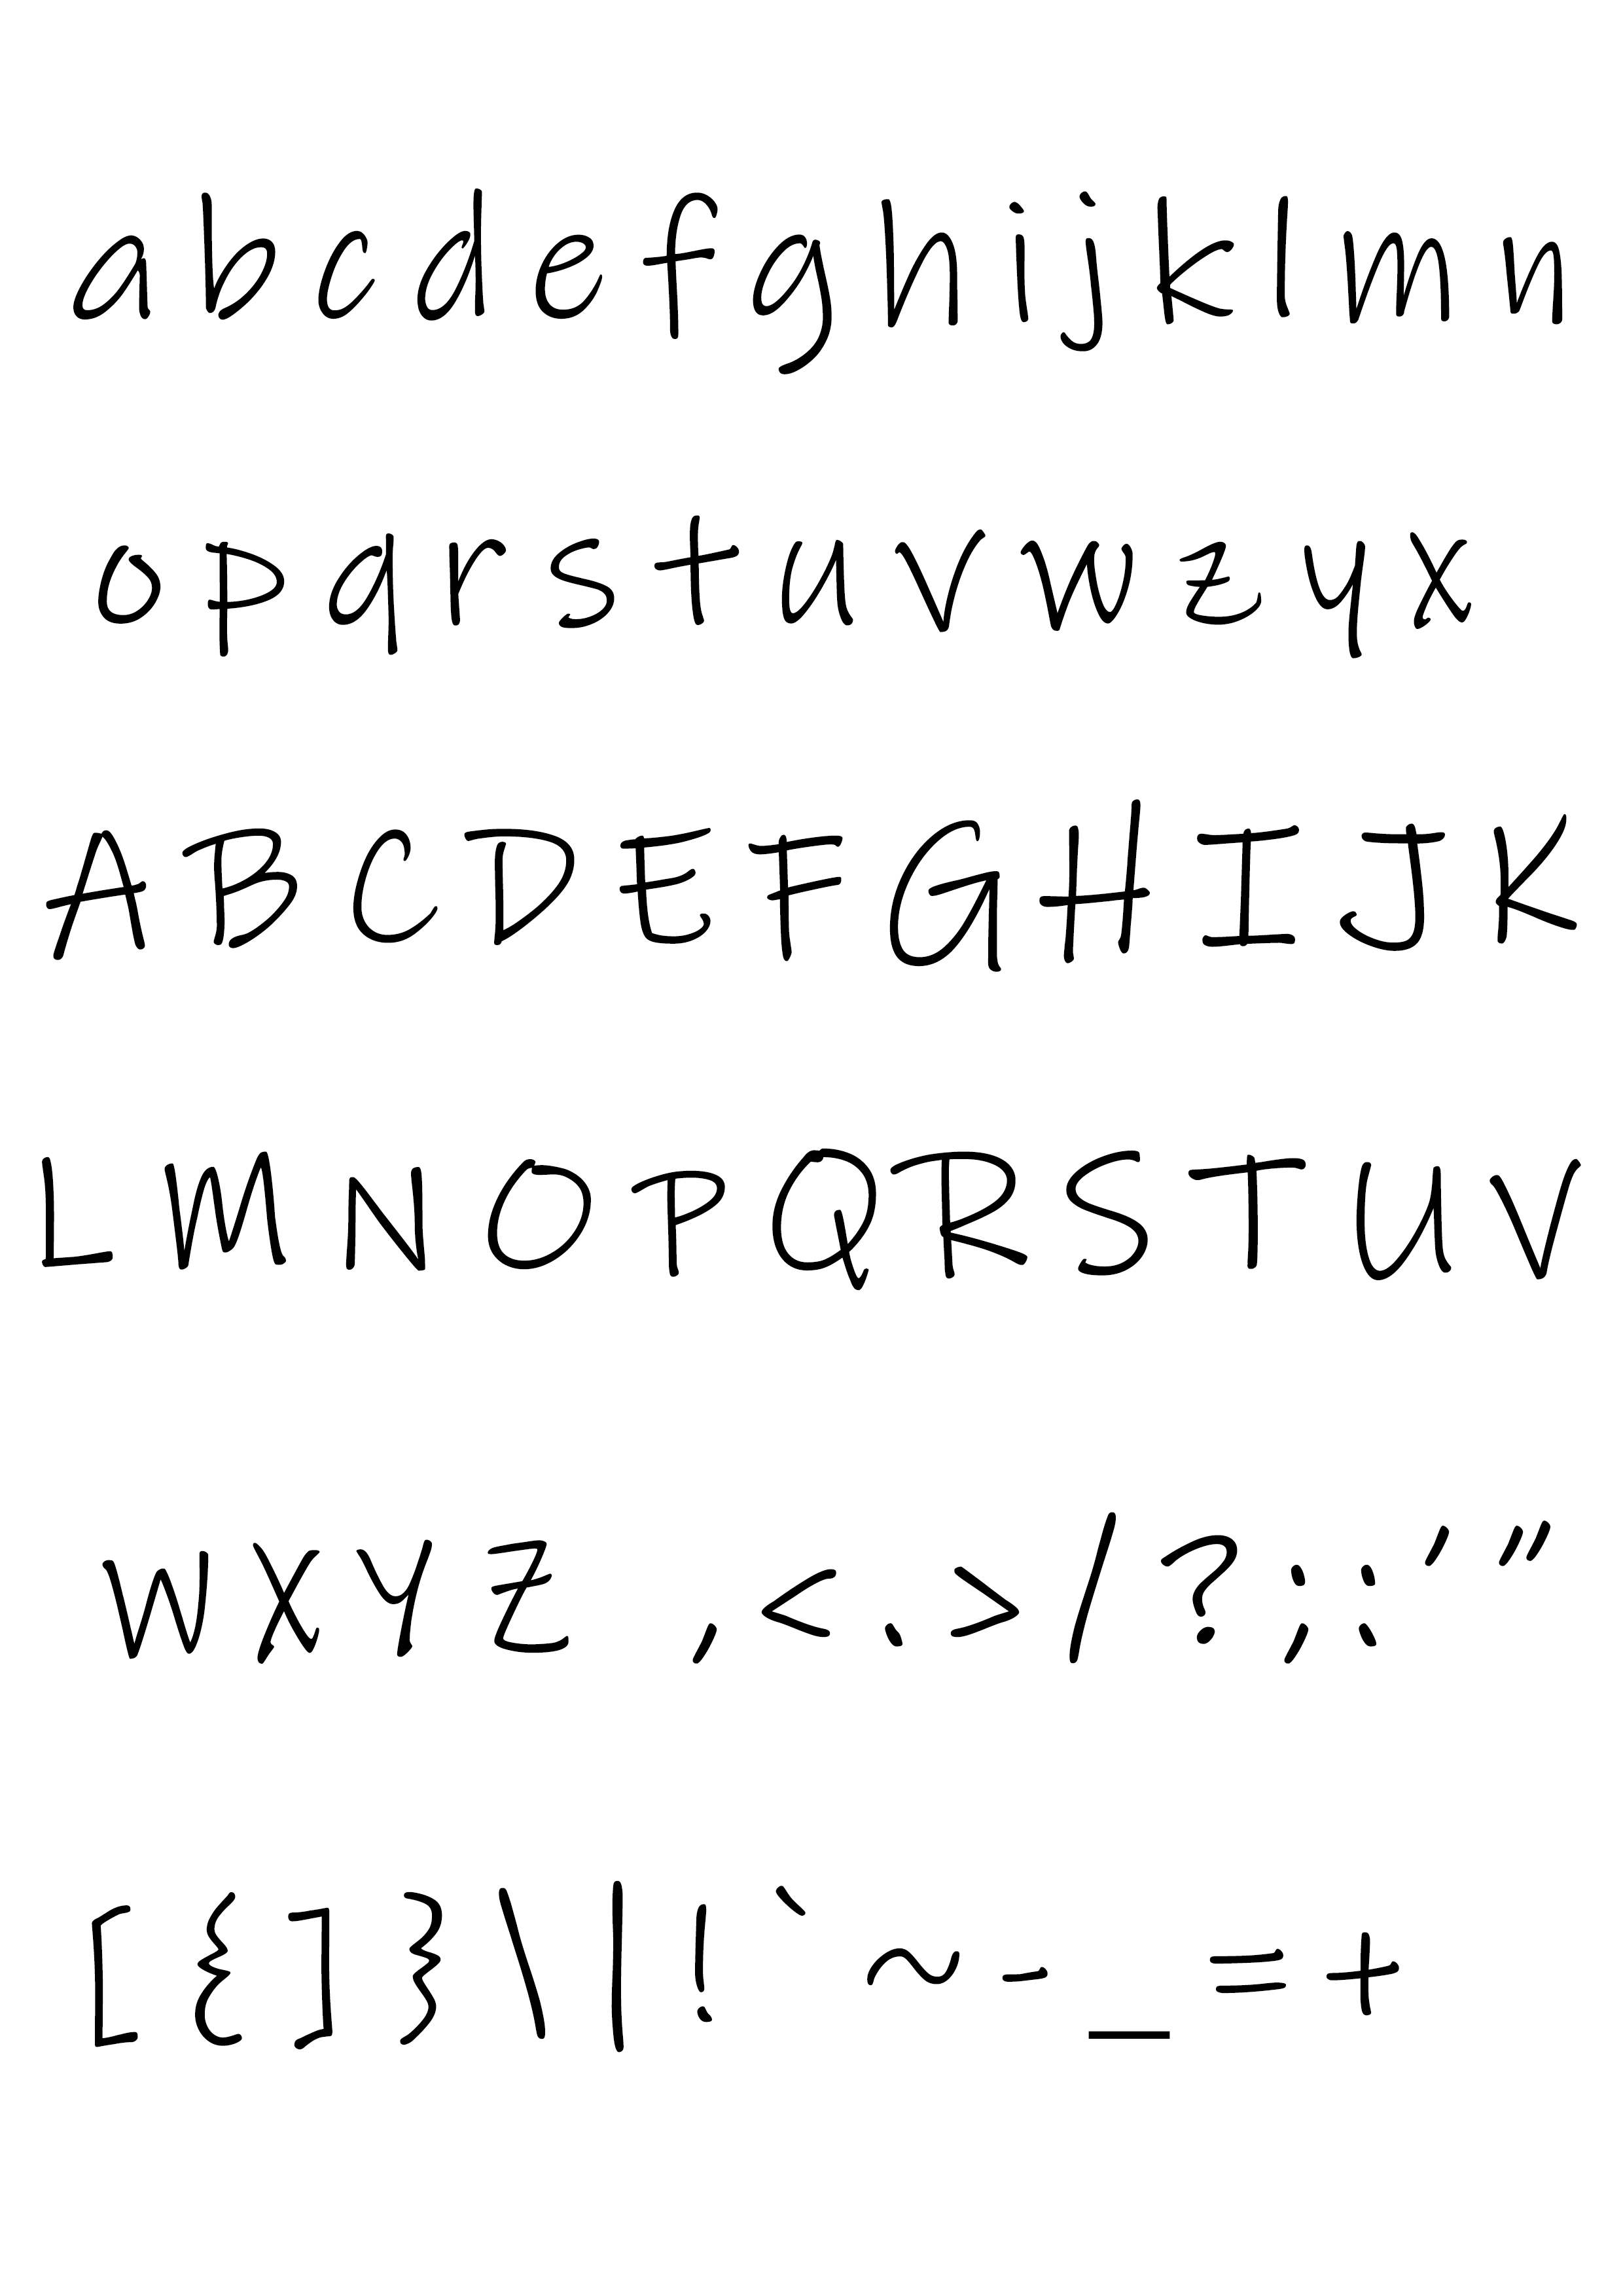 a b c d e f g h i j k l m n
o p q r s t u v w z y x
A B C D E F G H I J K
L M N O P Q R S T U V
W X Y Z , < . > / ? ; : ' "
[ { ] } \ | ! ` ~ - _ = +